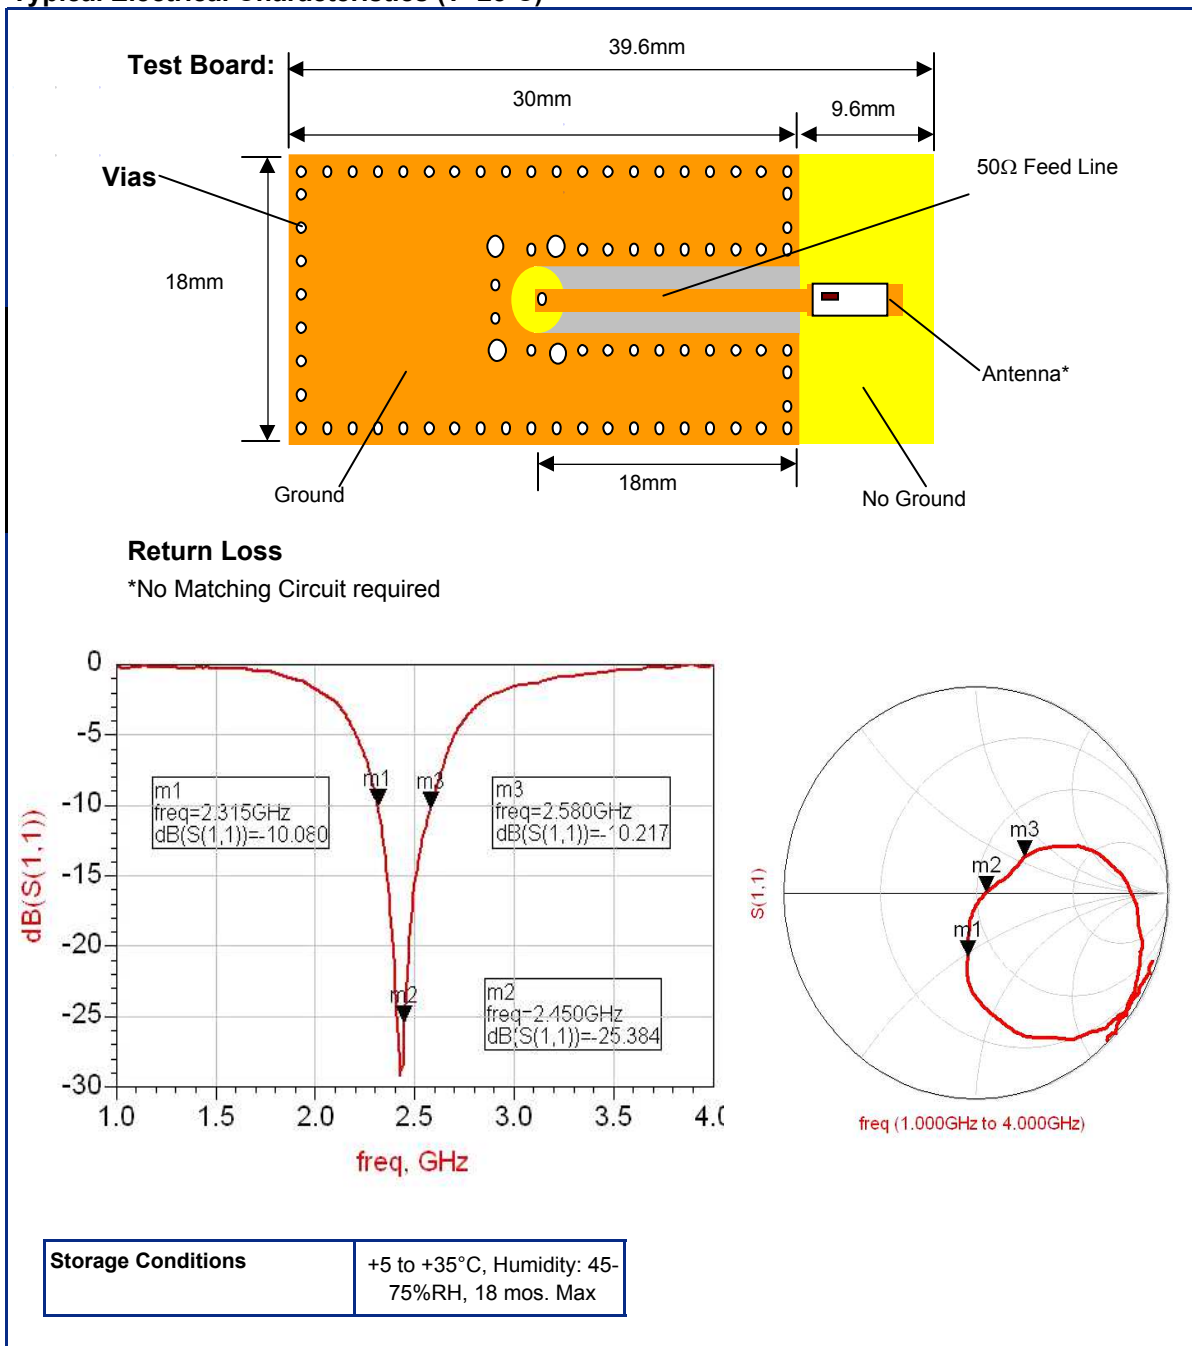 39.6mm
Test Board:
30mm
9.6mm
50Ω Feed Line
Vias
18mm
Antenna*
18mm
Ground
No Ground
Return Loss
*No Matching Circuit required
0
-5
-10
-15
-20
-25
-30
dB(S(1,1))
m1
freq=2.315GHz
dB(S(1,1))=-10.080
m1
m3
m3
freq=2.580GHz
dB(S(1,1))=-10.217
m2
m2
freq=2.450GHz
dB(S(1,1))=-25.384
1.0 1.5 2.0 2.5 3.0 3.5
freq, GHz
S(1,1)
m3
m2
m1
freq (1.000GHz to 4.000GHz)
Storage Conditions
+5 to +35°C, Humidity: 45-
75%RH, 18 mos. Max